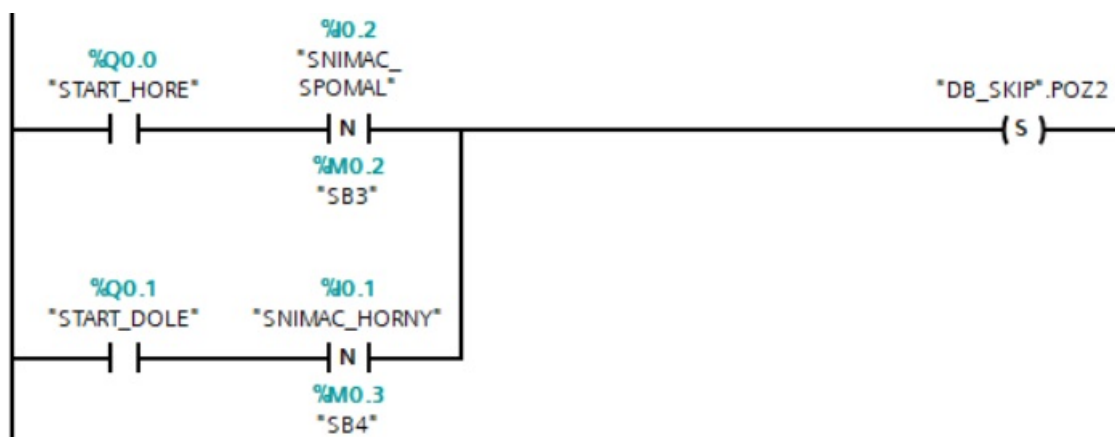 %Q0.0
"START_HORE"
%I0.2
"SNIMAC_
SPOMAL"
N
%M0.2
"SB3"
"DB_SKIP".POZ2
S
%Q0.1
"START_DOLE"
%I0.1
"SNIMAC_HORNY"
N
%M0.3
"SB4"